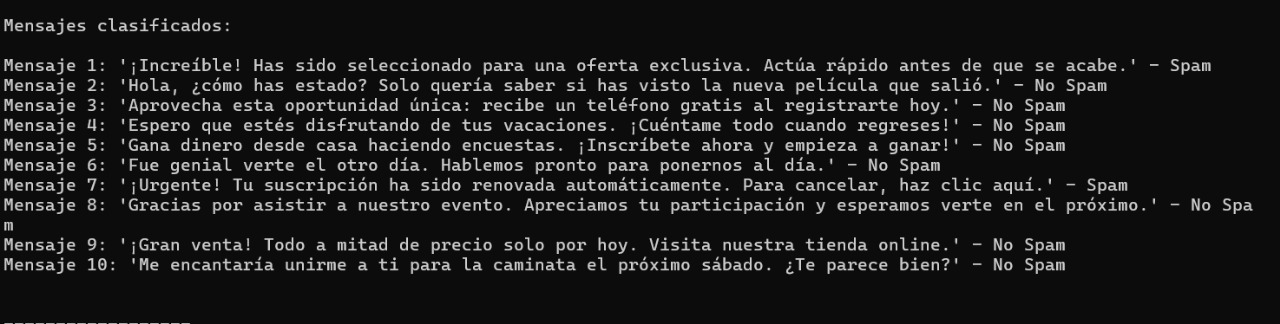 Mensajes clasificados:
Mensaje 1: '¡Increíble! Has sido seleccionado para una oferta exclusiva. Actúa rápido antes de que se acabe.' - Spam
Mensaje 2: 'Hola, ¿cómo has estado? Solo quería saber si has visto la nueva película que salió.' - No Spam
Mensaje 3: 'Aprovecha esta oportunidad única: recibe un teléfono gratis al registrarte hoy.' - No Spam
Mensaje 4: 'Espero que estés disfrutando de tus vacaciones. ¡Cuéntame todo cuando regreses!' - No Spam
Mensaje 5: 'Gana dinero desde casa haciendo encuestas. ¡Inscríbete ahora y empieza a ganar!' - No Spam
Mensaje 6: 'Fue genial verte el otro día. Hablemos pronto para ponernos al día.' - No Spam
Mensaje 7: '¡Urgente! Tu suscripción ha sido renovada automáticamente. Para cancelar, haz clic aquí.' - Spam
Mensaje 8: 'Gracias por asistir a nuestro evento. Apreciamos tu participación y esperamos verte en el próximo.' - No Spa
m
Mensaje 9: '¡Gran venta! Todo a mitad de precio solo por hoy. Visita nuestra tienda online.' - No Spam
Mensaje 10: 'Me encantaría unirme a ti para la caminata el próximo sábado. ¿Te parece bien?' - No Spam